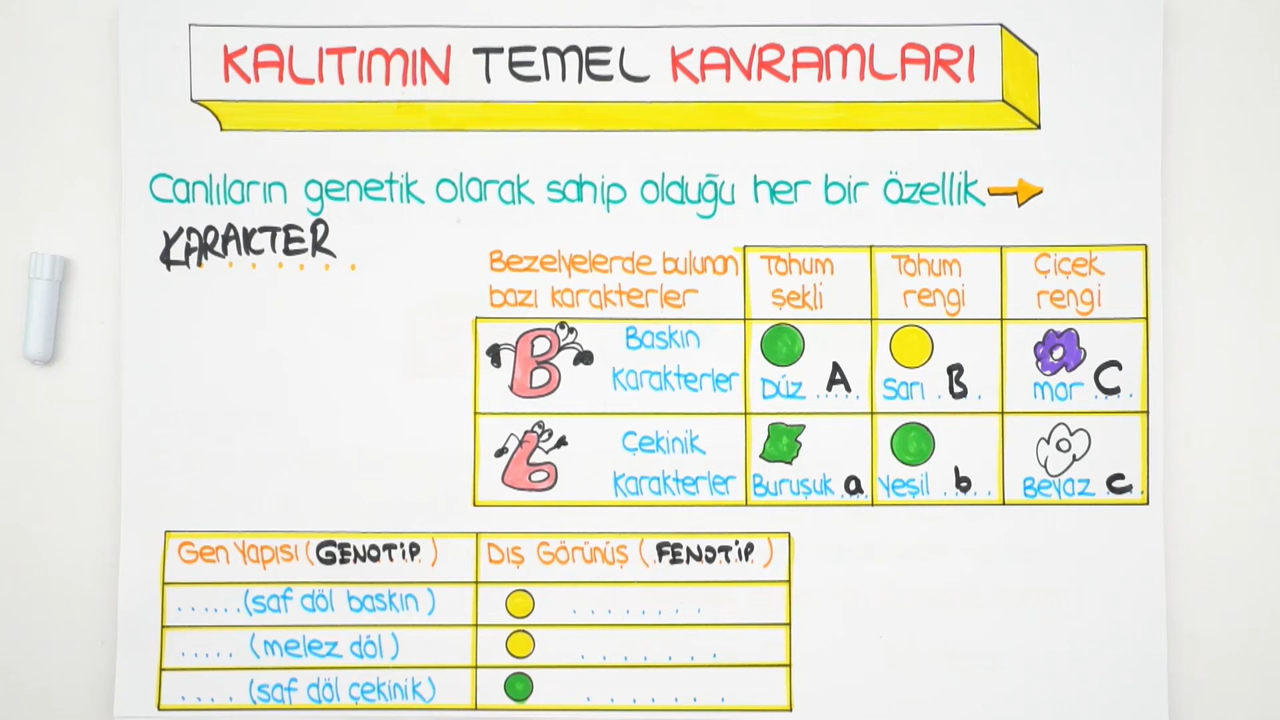 KALITIMIN TEMEL KAVRAMLARI
Canlıların genetik olarak sahip olduğu her bir özellik
KARAKTER
Bezelyelerde bulunan bazı karakterler
Tohum şekli
Tohum rengi
Çiçek rengi
B
Baskın Karakterler
Düz A
Sarı B
mor C
b
Çekinik Karakterler
Buruşuk a
Yeşil b
Beyaz c
Gen Yapısı (GENOTİP)
Dış Görünüş (FENOTİP)
......(saf döl baskın)
..... (melez döl)
.... (saf döl çekinik)